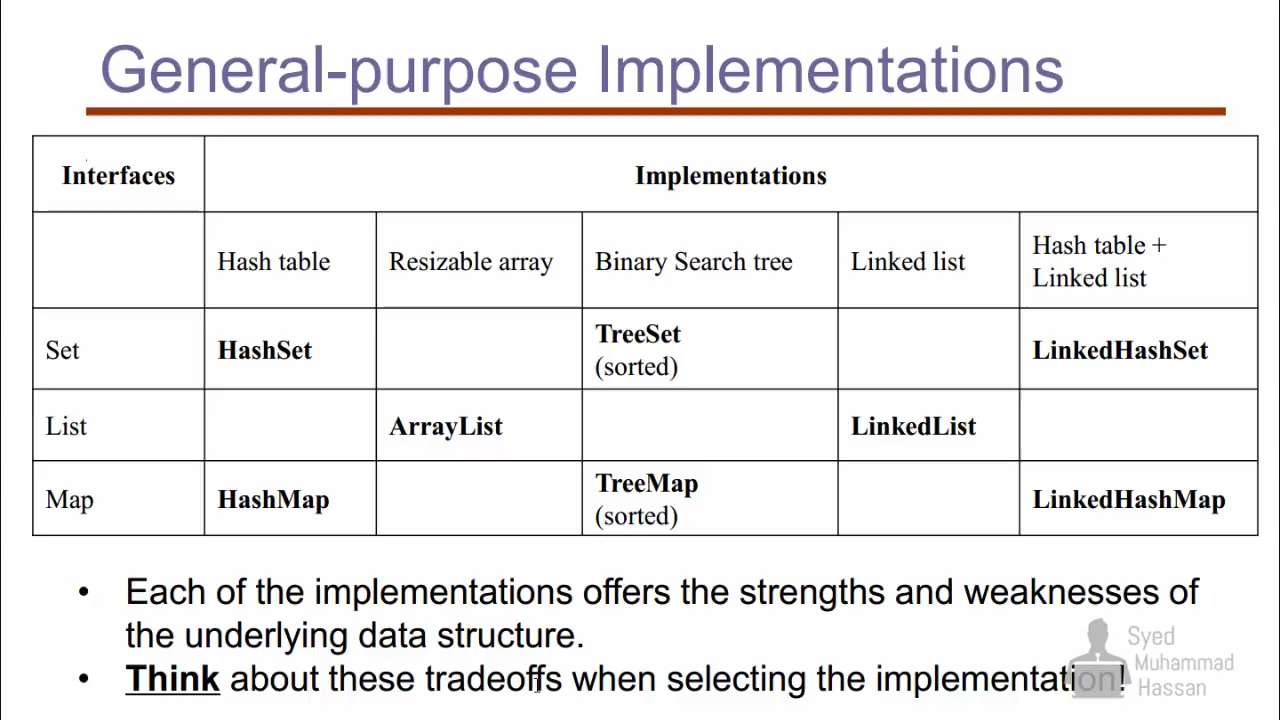 General-purpose Implementations
Interfaces Implementations
Hash table Resizable array Binary Search tree Linked list Hash table +
Linked list
Set HashSet TreeSet
(sorted) LinkedHashSet
List ArrayList LinkedList
Map HashMap TreeMap
(sorted) LinkedHashMap
• Each of the implementations offers the strengths and weaknesses of
the underlying data structure.
• Think about these tradeoffs when selecting the implementation!
Syed
Muhammad
Hassan